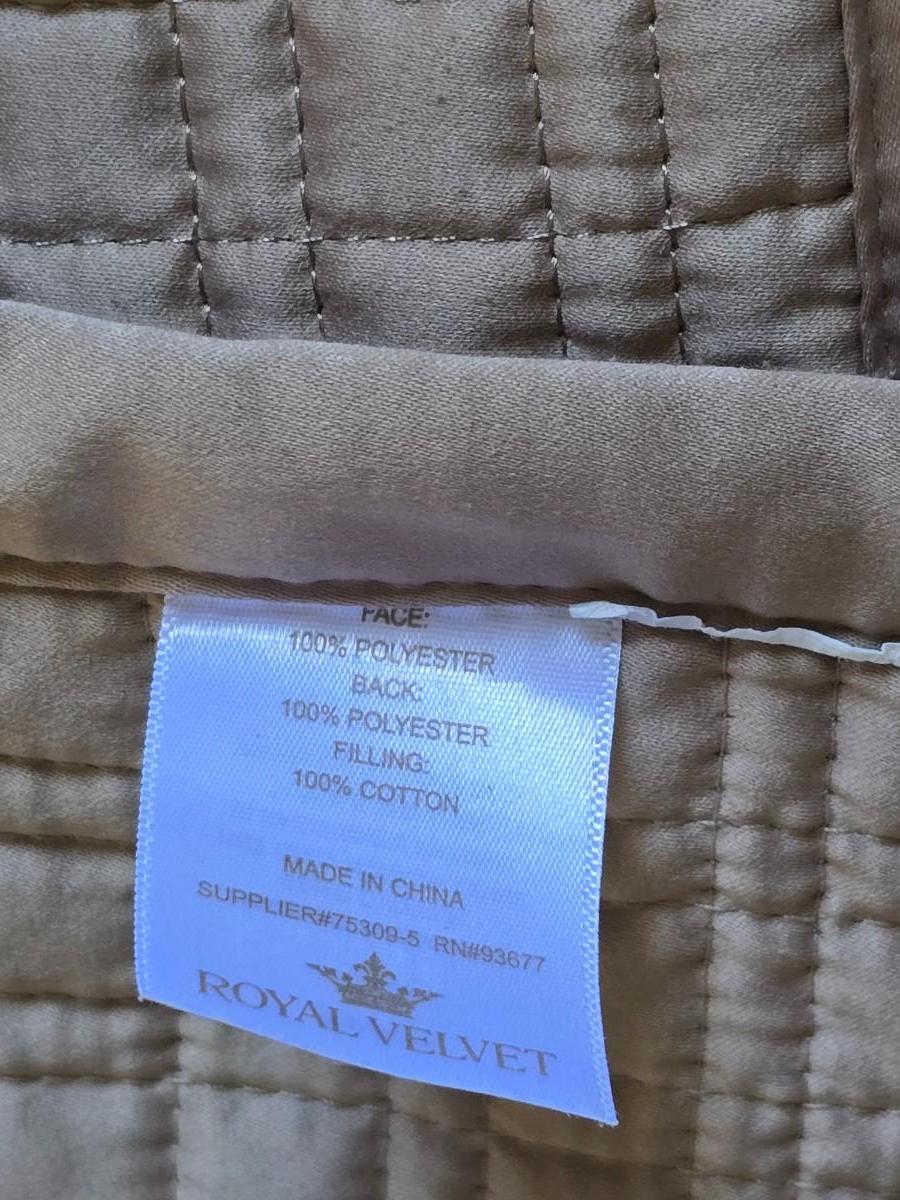 FACE:
100% POLYESTER
BACK:
100% POLYESTER
FILLING:
100% COTTON
MADE IN CHINA
SUPPLIER#75309-5 RN#93677
ROYAL VELVET